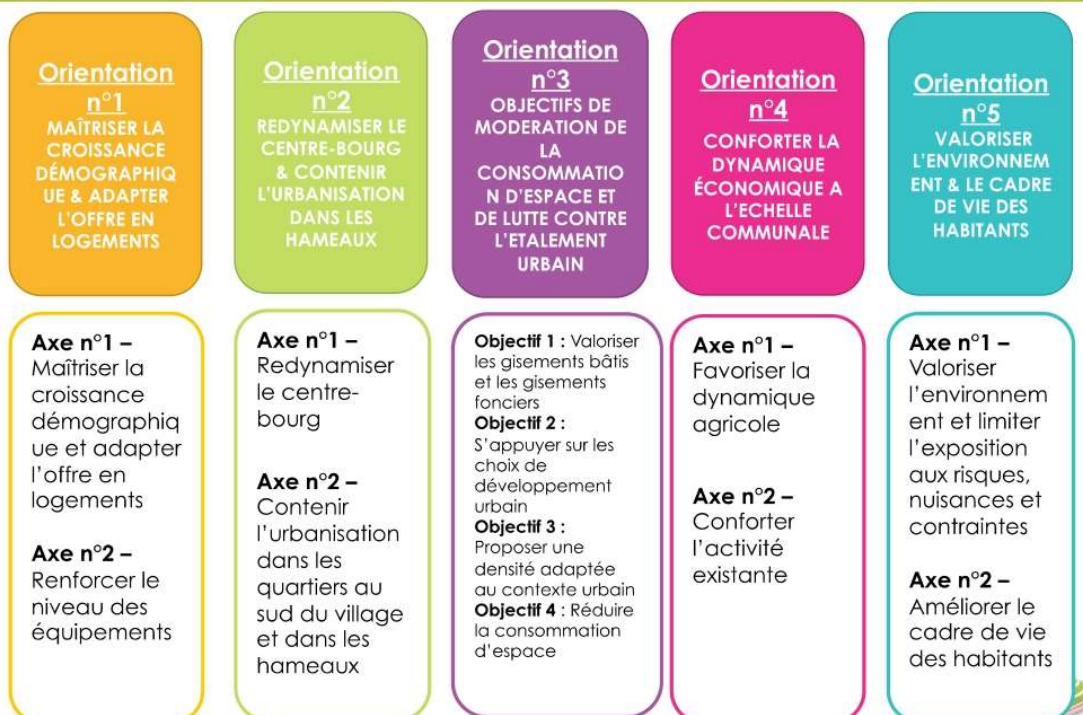 Orientation
n°1
MAÎTRISER LA
CROISSANCE
DÉMOGRAPHIQ
UE & ADAPTER
L'OFFRE EN
LOGEMENTS
Orientation
n°2
REDYNAMISER LE
CENTRE-BOURG
& CONTENIR
L'URBANISATION
DANS LES
HAMEAUX
Orientation
n°3
OBJECTIFS DE
MODERATION DE
LA
CONSOMMATIO
N D'ESPACE ET
DE LUTTE CONTRE
L'ETALEMENT
URBAIN
Orientation
n°4
CONFORTER LA
DYNAMIQUE
ÉCONOMIQUE A
L'ECHELLE
COMMUNALE
Orientation
n°5
VALORISER
L'ENVIRONNEM
ENT & LE CADRE
DE VIE DES
HABITANTS
Axe n°1 –
Maîtriser la
croissance
démographiq
ue et adapter
l'offre en
logements
Axe n°2 –
Renforcer le
niveau des
équipements
Axe n°1 –
Redynamiser
le centre-
bourg
Axe n°2 –
Contenir
l'urbanisation
dans les
quartiers au
sud du village
et dans les
hameaux
Objectif 1 : Valoriser
les gisements bâtis
et les gisements
fonciers
Objectif 2 :
S'appuyer sur les
choix de
développement
urbain
Objectif 3 :
Proposer une
densité adaptée
au contexte urbain
Objectif 4 : Réduire
la consommation
d'espace
Axe n°1 –
Favoriser la
dynamique
agricole
Axe n°2 –
Conforter
l'activité
existante
Axe n°1 –
Valoriser
l'environnem
ent et limiter
l'exposition
aux risques,
nuisances et
contraintes
Axe n°2 –
Améliorer le
cadre de vie
des habitants